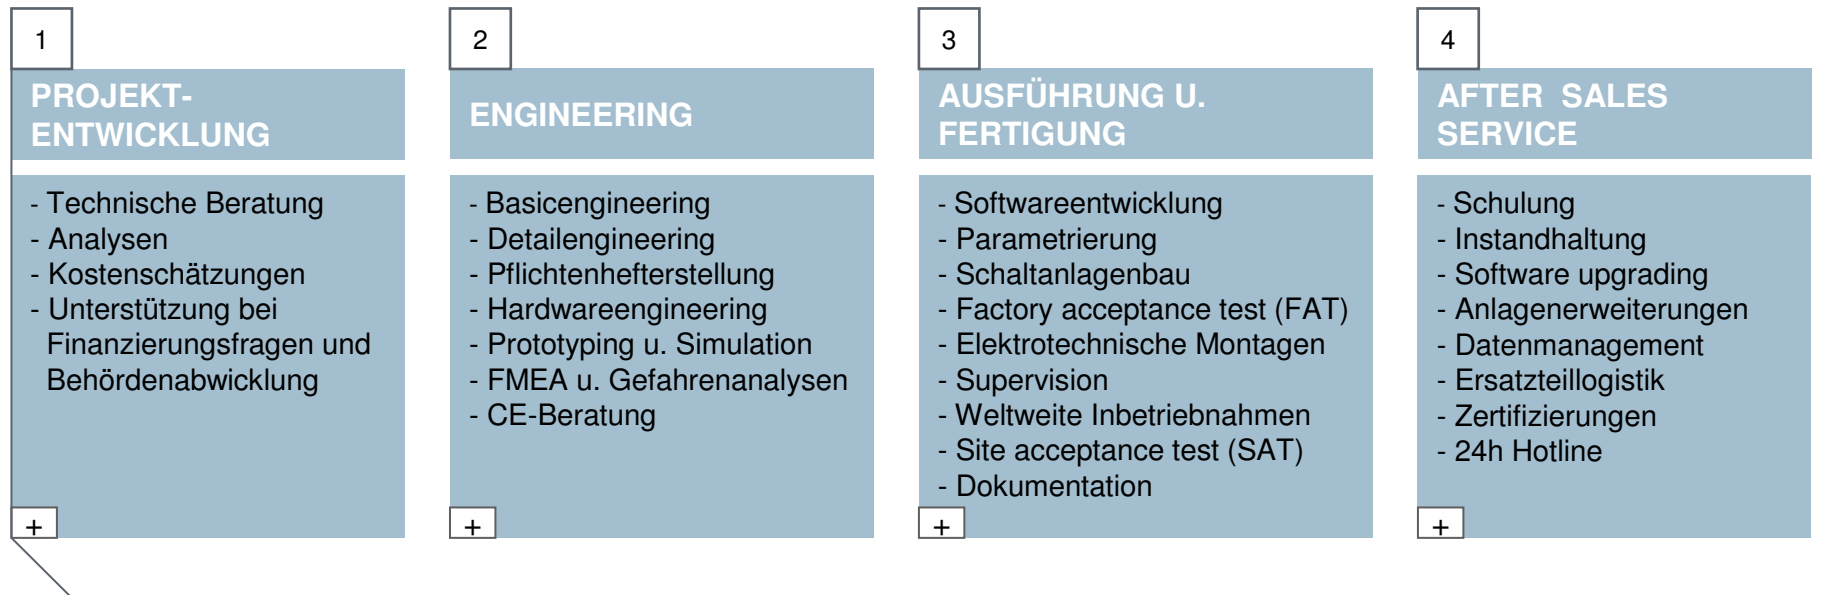 1
PROJEKT-
ENTWICKLUNG
- Technische Beratung
- Analysen
- Kostenschätzungen
- Unterstützung bei
Finanzierungsfragen und
Behördenabwicklung
+
2
ENGINEERING
- Basicengineering
- Detailengineering
- Pflichtenhefterstellung
- Hardwareengineering
- Prototyping u. Simulation
- FMEA u. Gefahrenanalysen
- CE-Beratung
+
3
AUSFÜHRUNG U.
FERTIGUNG
- Softwareentwicklung
- Parametrierung
- Schaltanlagenbau
- Factory acceptance test (FAT)
- Elektrotechnische Montagen
- Supervision
- Weltweite Inbetriebnahmen
- Site acceptance test (SAT)
- Dokumentation
+
4
AFTER SALES
SERVICE
- Schulung
- Instandhaltung
- Software upgrading
- Anlagenerweiterungen
- Datenmanagement
- Ersatzteillogistik
- Zertifizierungen
- 24h Hotline
+